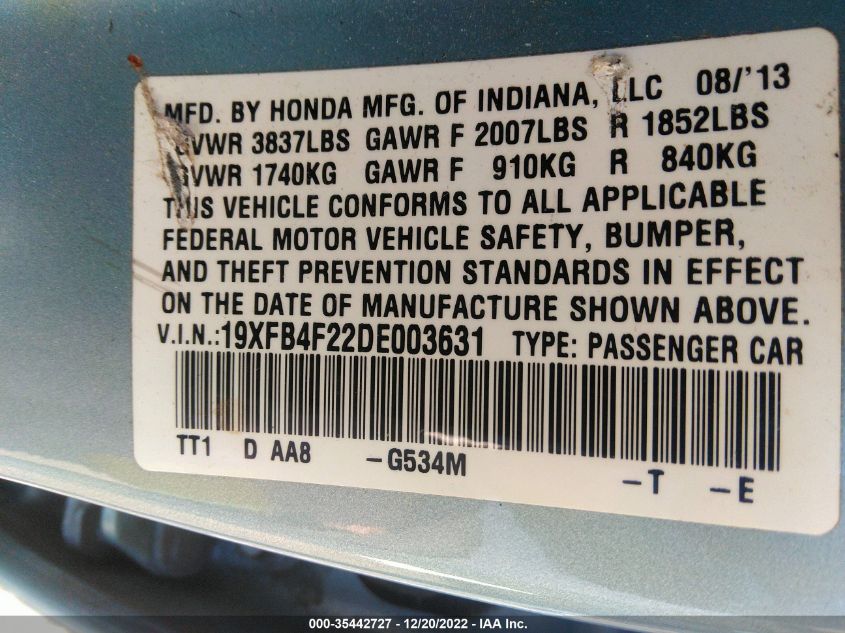 MFD. BY HONDA MFG. OF INDIANA, LLC 08/'13
GVWR 3837LBS GAWR F 2007LBS R 1852LBS
GVWR 1740KG GAWR F 910KG R 840KG
THIS VEHICLE CONFORMS TO ALL APPLICABLE
FEDERAL MOTOR VEHICLE SAFETY, BUMPER,
AND THEFT PREVENTION STANDARDS IN EFFECT
ON THE DATE OF MANUFACTURE SHOWN ABOVE.
V.I.N.:19XFB4F22DE003631 TYPE: PASSENGER CAR
TT1 D AA8 -G534M -T -E
000-35442727 - 12/20/2022 - IAA Inc.